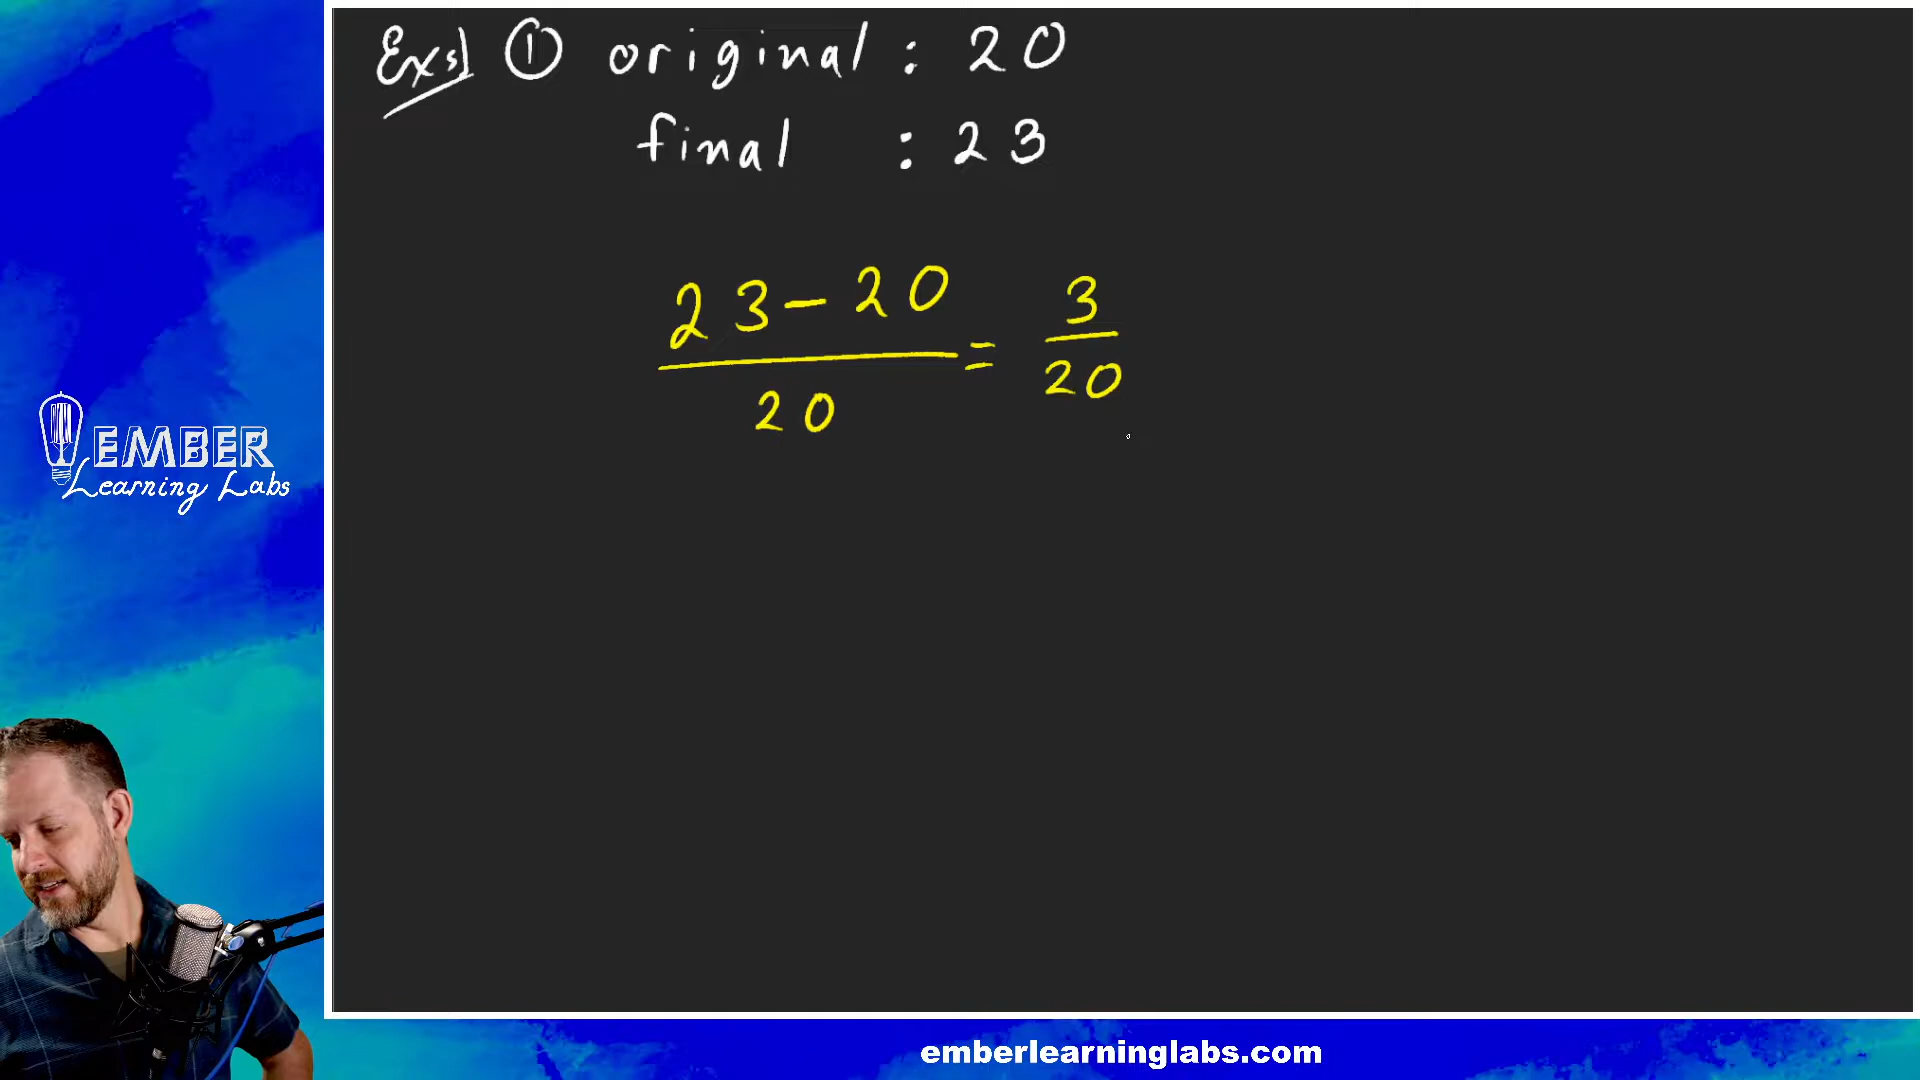 Exs) ① original : 20
final : 23
23 - 20 / 20 = 3 / 20
EMBER
Learning Labs
emberlearninglabs.com